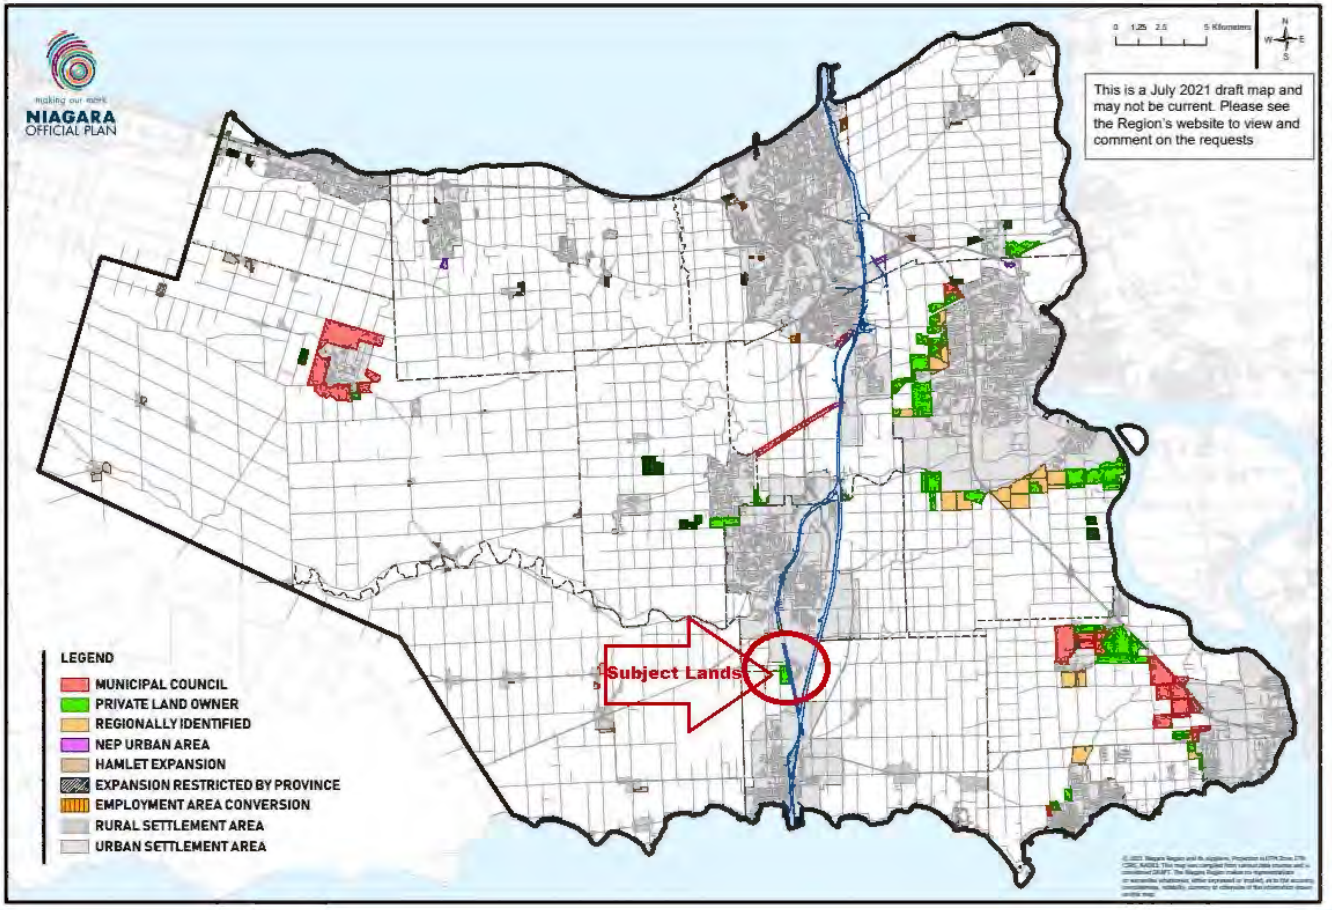 making our mark
NIAGARA
OFFICIAL PLAN
0 1.25 2.5 5 Kilometers
N
W E
S
This is a July 2021 draft map and
may not be current. Please see
the Region's website to view and
comment on the requests
Subject Lands
LEGEND
MUNICIPAL COUNCIL
PRIVATE LAND OWNER
REGIONALLY IDENTIFIED
NEP URBAN AREA
HAMLET EXPANSION
EXPANSION RESTRICTED BY PROVINCE
EMPLOYMENT AREA CONVERSION
RURAL SETTLEMENT AREA
URBAN SETTLEMENT AREA